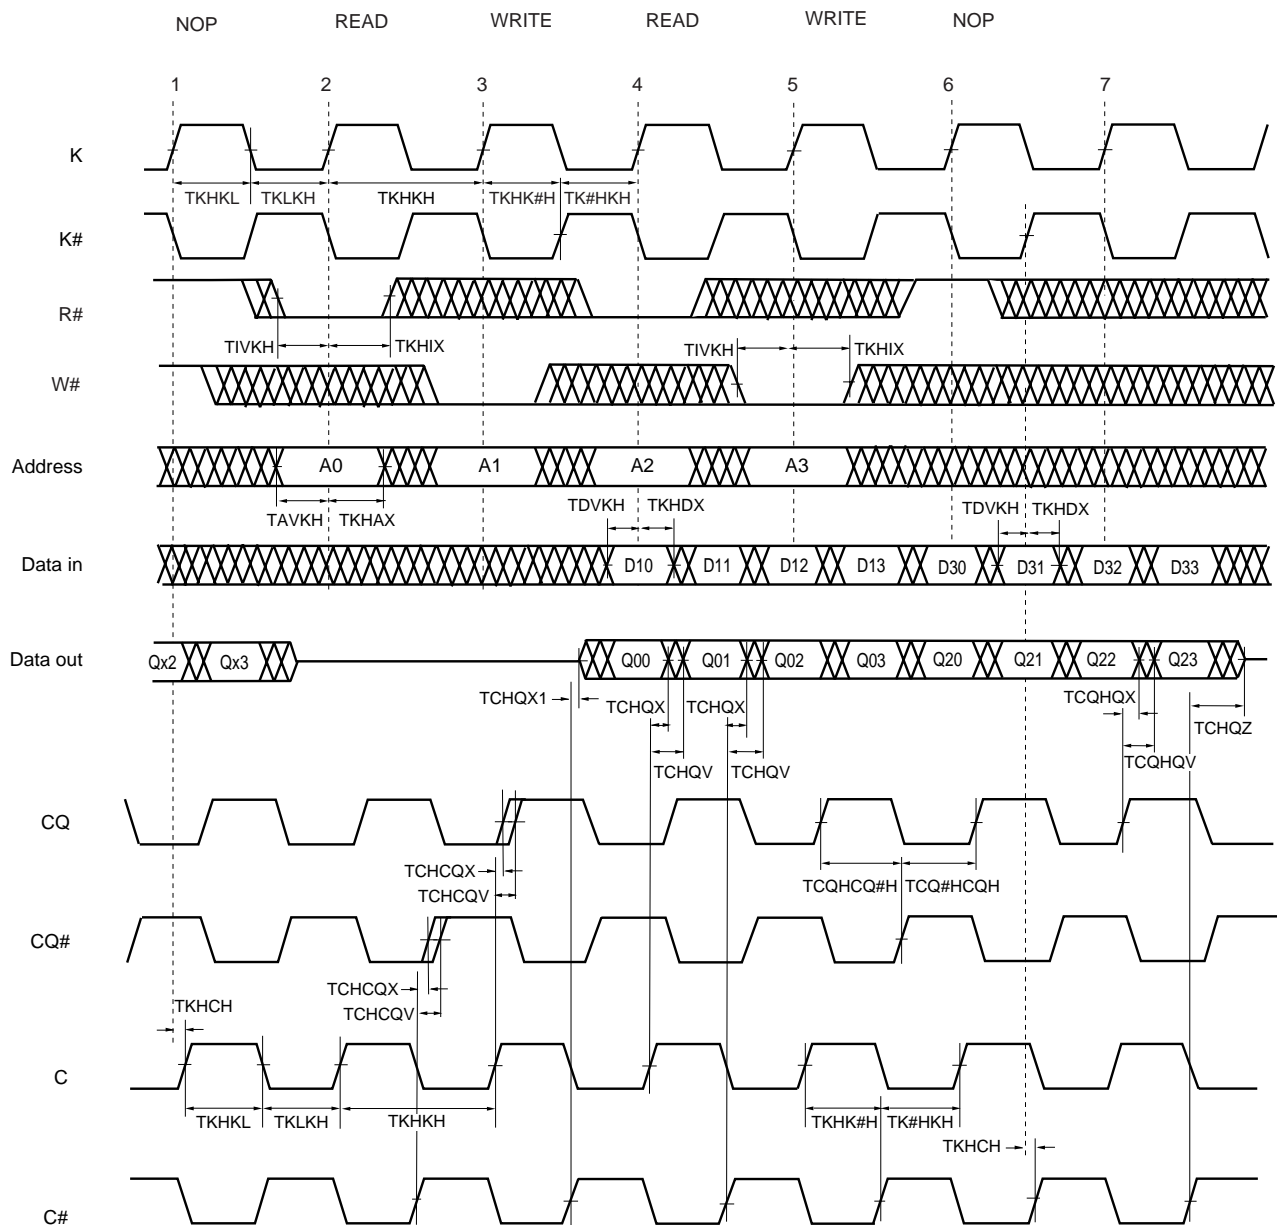 NOP READ WRITE READ WRITE NOP
1 2 3 4 5 6 7
K
TKHKL TKLKH TKHKH TKHK#H TK#HKH
K#
R#
TIVKH TKHIX TIVKH TKHIX
W#
Address A0 A1 A2 A3
TAVKH TKHAX TDVKH TKHDX TDVKH TKHDX
Data in D10 D11 D12 D13 D30 D31 D32 D33
Data out Qx2 Qx3 Q00 Q01 Q02 Q03 Q20 Q21 Q22 Q23
TCHQX1 TCHQX TCHQX TCQHQX TCHQZ
TCHQV TCHQV TCQHQV
CQ
TCHCQX TCQHCQ#H TCQ#HCQH
TCHCQV
CQ#
TCHCQX
TKHCH TCHCQV
C
TKHKL TKLKH TKHKH TKHK#H TK#HKH
TKHCH
C#